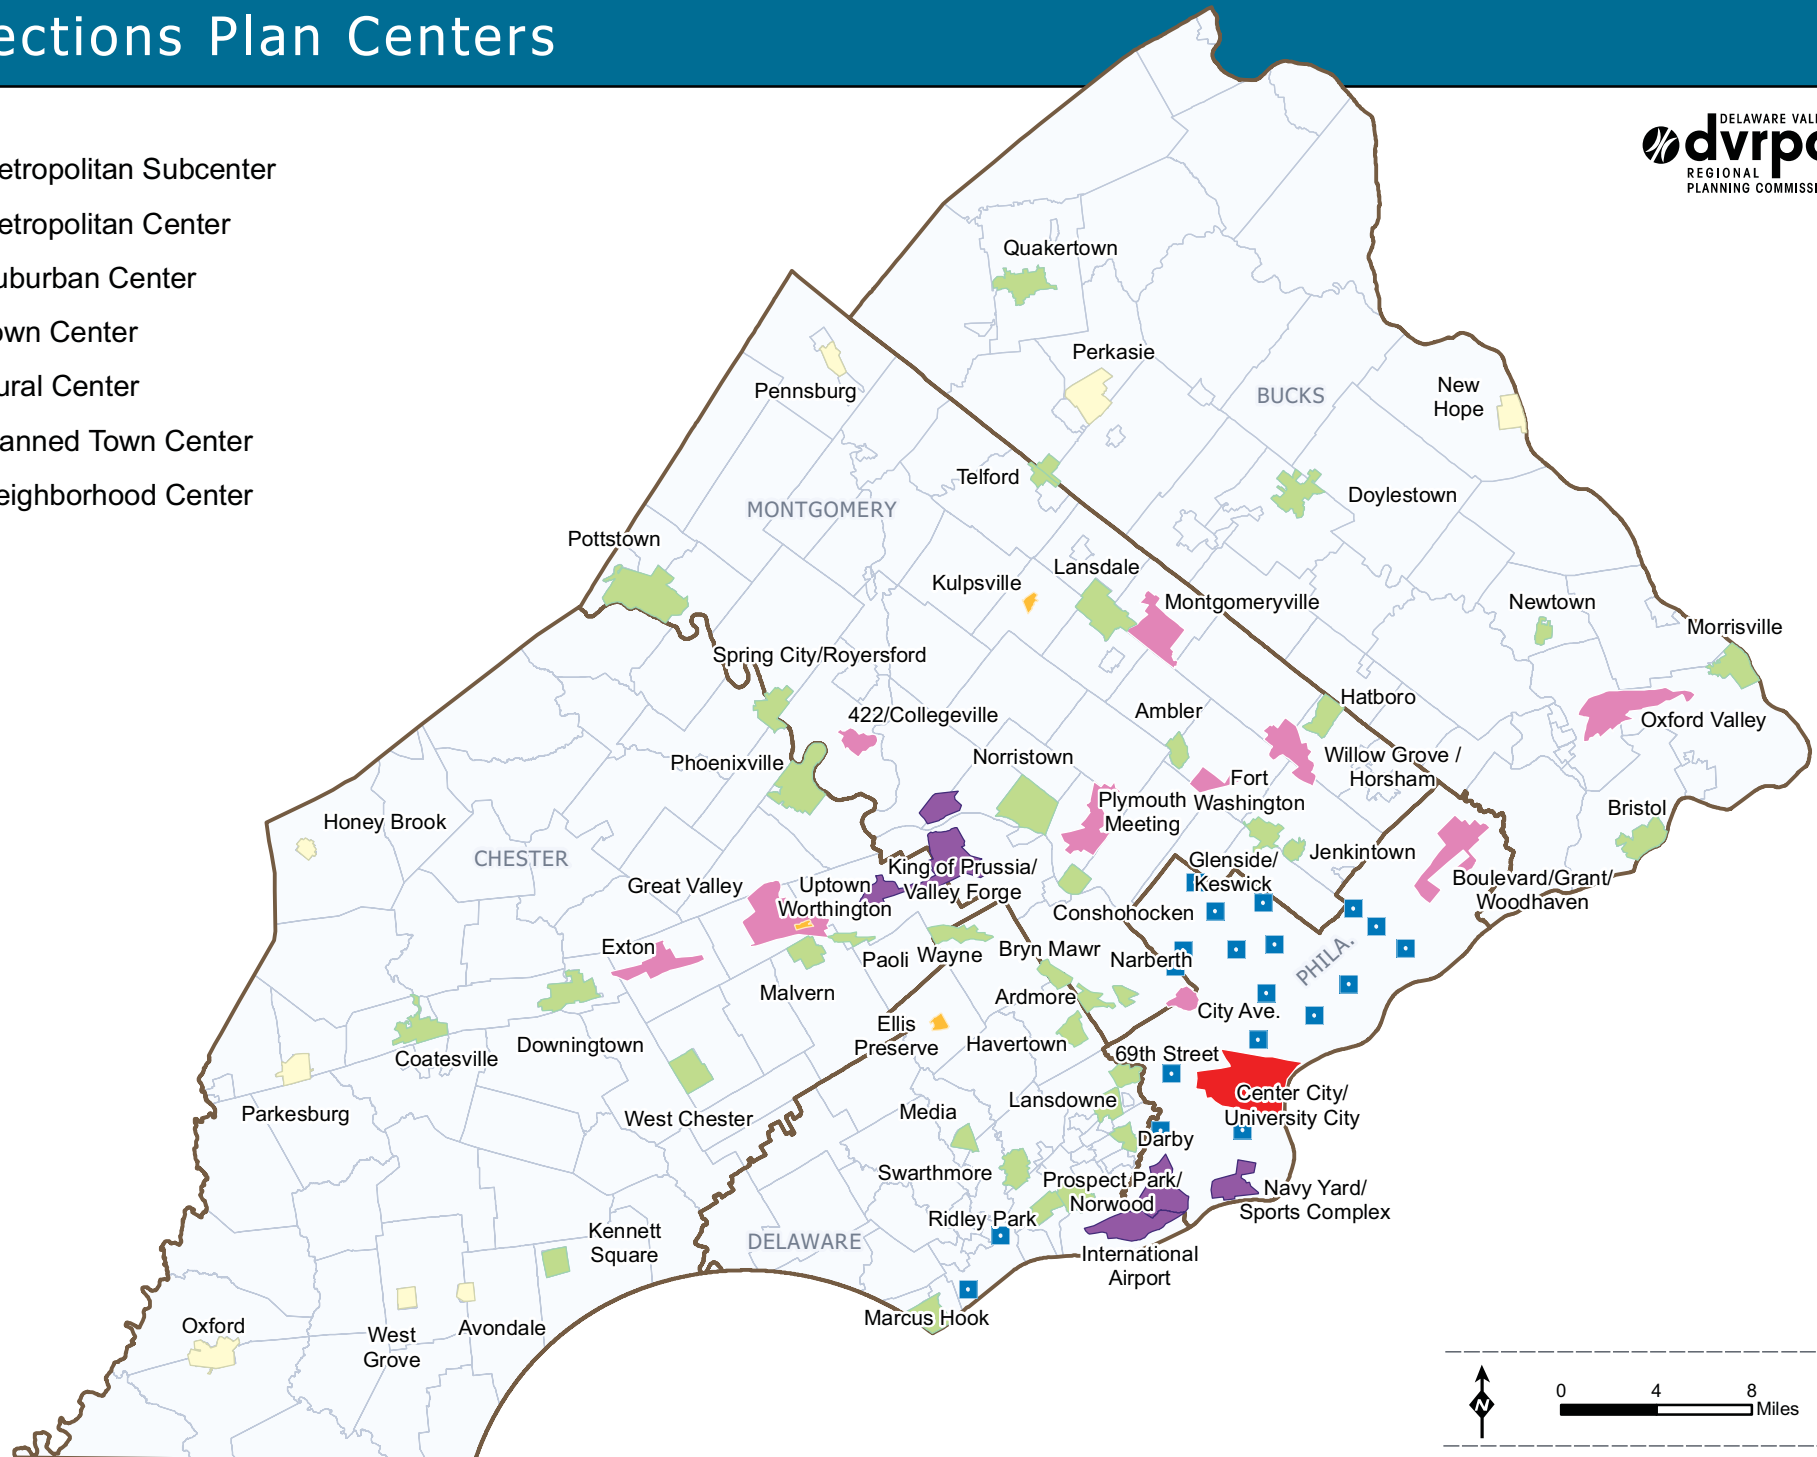 ections Plan Centers
DELAWARE VALL
dvrpc
REGIONAL
PLANNING COMMISSI
etropolitan Subcenter
etropolitan Center
uburban Center
own Center
ural Center
anned Town Center
eighborhood Center
Quakertown
Perkasie
Pennsburg
BUCKS
New
Hope
Telford
Doylestown
MONTGOMERY
Pottstown
Lansdale
Kulpsville
Montgomeryville
Newtown
Morrisville
Spring City/Royersford
Hatboro
422/Collegeville
Ambler
Oxford Valley
Phoenixville
Norristown
Willow Grove /
Horsham
Fort
Washington
Plymouth
Meeting
Bristol
Honey Brook
CHESTER
Jenkintown
Glenside/
Keswick
King of Prussia/
Valley Forge
Great Valley
Uptown
Worthington
Boulevard/Grant/
Woodhaven
Conshohocken
Exton
Paoli
Wayne
Bryn Mawr
Narberth
PHILA.
Malvern
Ardmore
City Ave.
Ellis
Preserve
Havertown
Coatesville
Downingtown
69th Street
Center City/
University City
Parkesburg
West Chester
Media
Lansdowne
Darby
Swarthmore
Prospect Park/
Norwood
Navy Yard/
Sports Complex
Ridley Park
Kennett
Square
DELAWARE
International
Airport
Marcus Hook
Oxford
West
Grove
Avondale
N
0 4 8
Miles